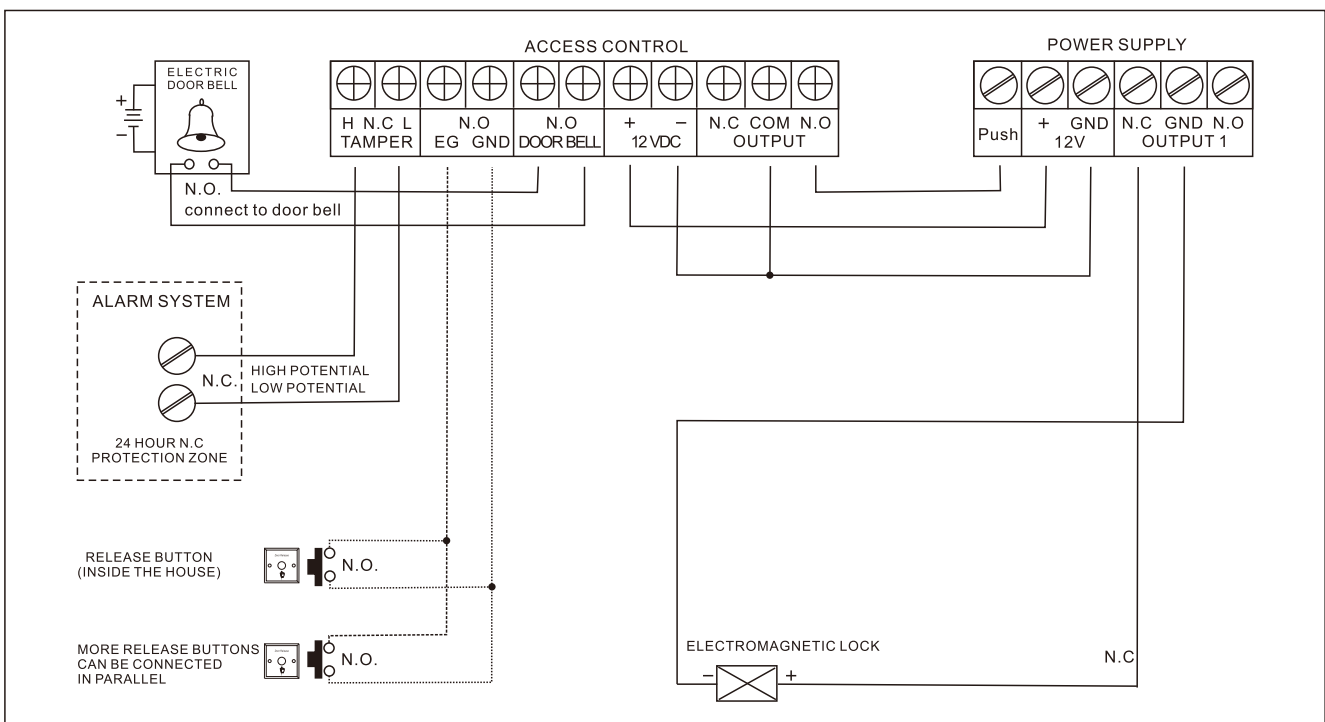 ACCESS CONTROL
POWER SUPPLY
ELECTRIC
DOOR BELL
+
−
H N.C L
TAMPER
N.O
EG GND
N.O
DOOR BELL
+ −
12 VDC
N.C COM N.O
OUTPUT
Push
+ GND
12V
N.C GND N.O
OUTPUT 1
N.O.
connect to door bell
ALARM SYSTEM
N.C.
HIGH POTENTIAL
LOW POTENTIAL
24 HOUR N.C
PROTECTION ZONE
RELEASE BUTTON
(INSIDE THE HOUSE)
N.O.
MORE RELEASE BUTTONS
CAN BE CONNECTED
IN PARALLEL
N.O.
ELECTROMAGNETIC LOCK
− +
N.C